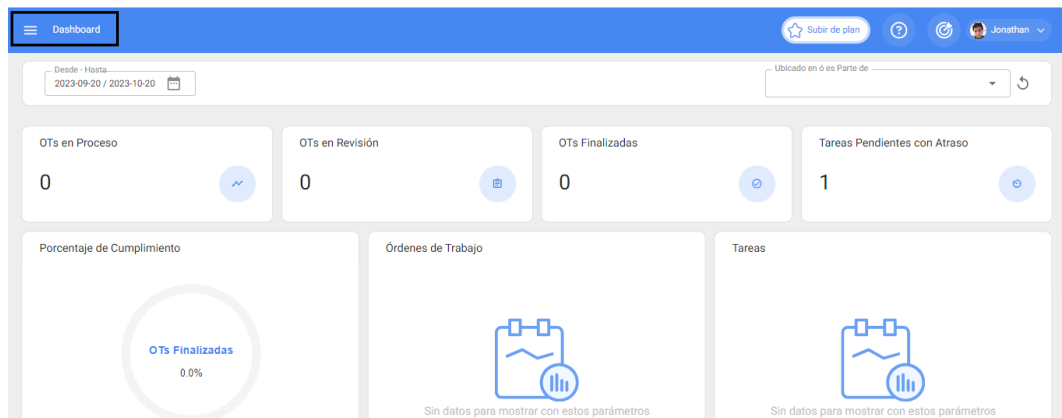 Dashboard
Subir de plan
Jonathan
Desde - Hasta
2023-09-20 / 2023-10-20
Ubicado en ó es Parte de
OTs en Proceso
0
OTs en Revisión
0
OTs Finalizadas
0
Tareas Pendientes con Atraso
1
Porcentaje de Cumplimiento
OTs Finalizadas
0.0%
Órdenes de Trabajo
Sin datos para mostrar con estos parámetros
Tareas
Sin datos para mostrar con estos parámetros